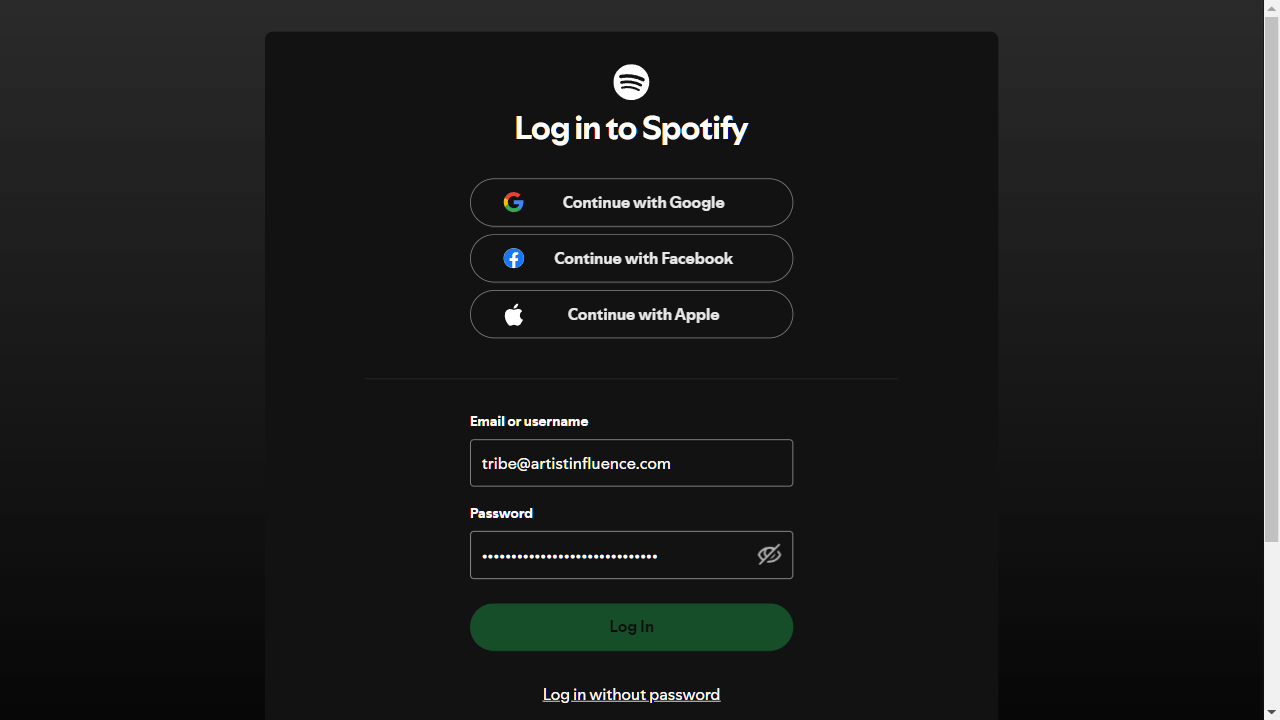 Log in to Spotify
Continue with Google
Continue with Facebook
Continue with Apple
Email or username
tribe@artistinfluence.com
Password
••••••••••••••••••••••••••••••
Log In
Log in without password